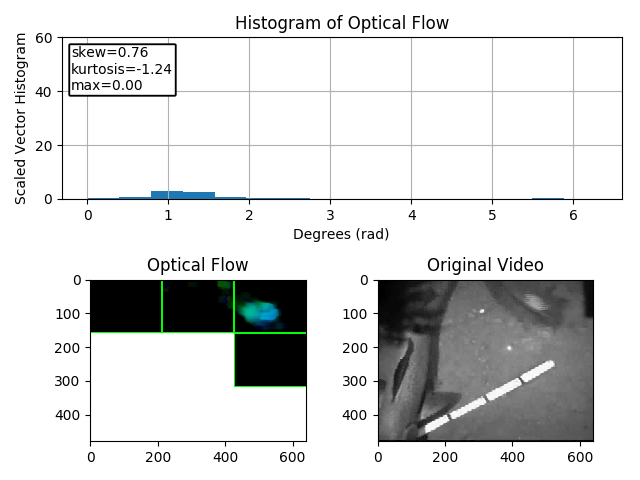 Histogram of Optical Flow
Scaled Vector Histogram
60
40
20
0
skew=0.76
kurtosis=-1.24
max=0.00
0 1 2 3 4 5 6
Degrees (rad)
Optical Flow
0
100
200
300
400
0 200 400 600
Original Video
0
100
200
300
400
0 200 400 600